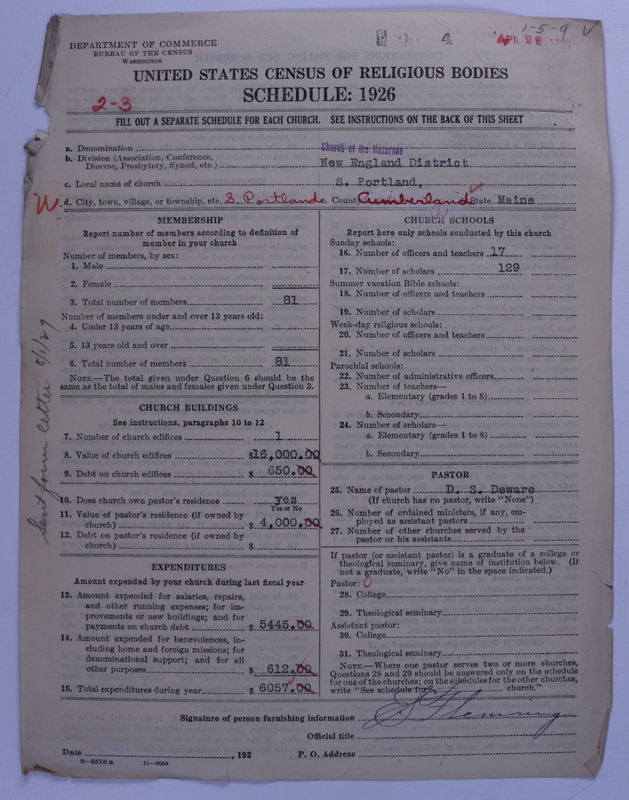 1-5-9 V
4
APR 28
DEPARTMENT OF COMMERCE
BUREAU OF THE CENSUS
WASHINGTON
UNITED STATES CENSUS OF RELIGIOUS BODIES
SCHEDULE: 1926
2-3
FILL OUT A SEPARATE SCHEDULE FOR EACH CHURCH. SEE INSTRUCTIONS ON THE BACK OF THIS SHEET
a. Denomination Church of the Nazarene
b. Division (Association, Conference, Diocese, Presbytery, Synod, etc.) New England District
c. Local name of church S. Portland,
W. d. City, town, village, or township, etc. S. Portland e. County Cumberland State Maine
MEMBERSHIP
Report number of members according to definition of
member in your church
Number of members, by sex:
1. Male
2. Female
3. Total number of members 81
Number of members under and over 13 years old:
4. Under 13 years of age
5. 13 years old and over
6. Total number of members 81
NOTE.—The total given under Question 6 should be the
same as the total of males and females given under Question 3.
CHURCH BUILDINGS
See instructions, paragraphs 10 to 12
7. Number of church edifices 1
8. Value of church edifices $16,000.00
9. Debt on church edifices $ 650.00
10. Does church own pastor's residence yes
Yes or No
11. Value of pastor's residence (if owned by
church) $ 4,000.00
12. Debt on pastor's residence (if owned by
church) $
EXPENDITURES
Amount expended by your church during last fiscal year
13. Amount expended for salaries, repairs,
and other running expenses; for im-
provements or new buildings; and for
payments on church debt $ 5445.00
14. Amount expended for benevolences, in-
cluding home and foreign missions; for
denominational support; and for all
other purposes $ 612.00
15. Total expenditures during year $ 6057.00
Sent form letter 8/1/27
CHURCH SCHOOLS
Report here only schools conducted by this church
Sunday schools:
16. Number of officers and teachers 17
17. Number of scholars 129
Summer vacation Bible schools:
18. Number of officers and teachers
19. Number of scholars
Week-day religious schools:
20. Number of officers and teachers
21. Number of scholars
Parochial schools:
22. Number of administrative officers
23. Number of teachers—
a. Elementary (grades 1 to 8)
b. Secondary
24. Number of scholars—
a. Elementary (grades 1 to 8)
b. Secondary
PASTOR
25. Name of pastor D. S. Deware
(If church has no pastor, write "None")
26. Number of ordained ministers, if any, em-
ployed as assistant pastors
27. Number of other churches served by the
pastor or his assistants
If pastor (or assistant pastor) is a graduate of a college or
theological seminary, give name of institution below. (If
not a graduate, write "No" in the space indicated.)
Pastor: 0
28. College
29. Theological seminary
Assistant pastor:
30. College
31. Theological seminary
NOTE.—Where one pastor serves two or more churches,
Questions 28 and 29 should be answered only on the schedule
for one of the churches; on the schedules for the other churches,
write "See schedule for church."
Signature of person furnishing information Fleming
Official title
Date , 192 P. O. Address
8-5518a 11-9054